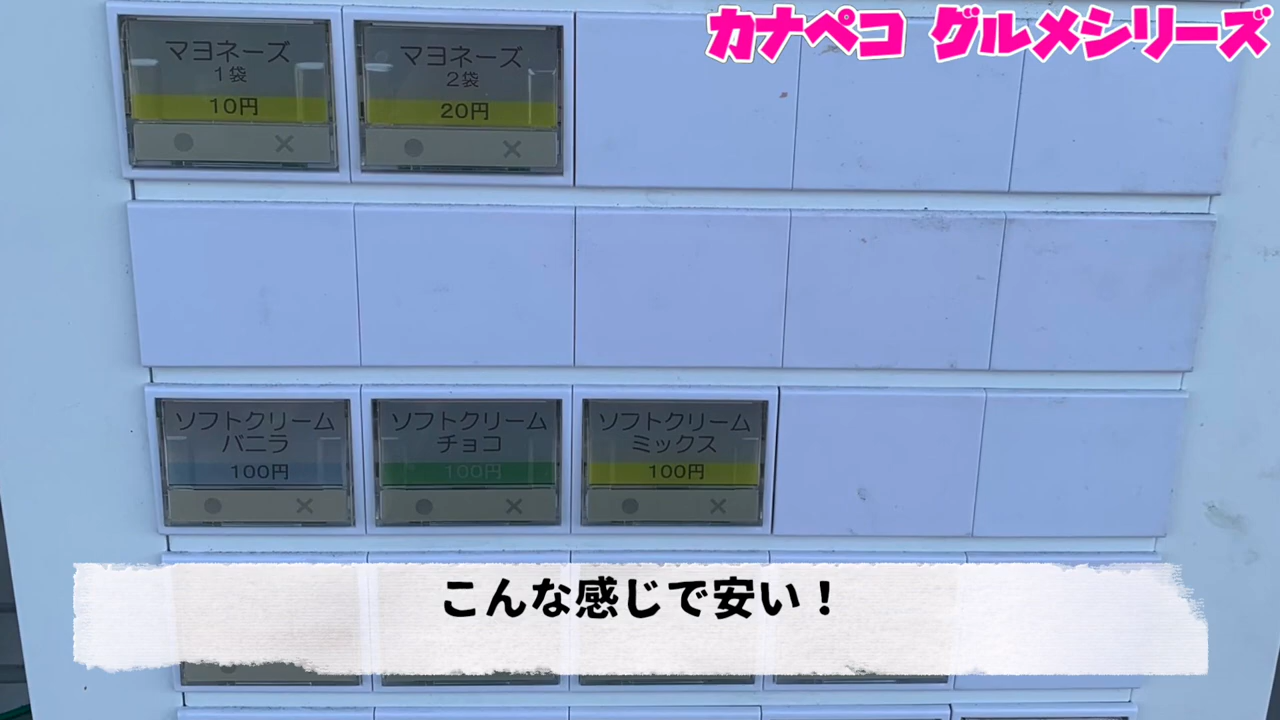 カナペコ グルメシリーズ
マヨネーズ
1袋
10円
● ×
マヨネーズ
2袋
20円
● ×
ソフトクリーム
バニラ
100円
● ×
ソフトクリーム
チョコ
100円
● ×
ソフトクリーム
ミックス
100円
● ×
こんな感じで安い！